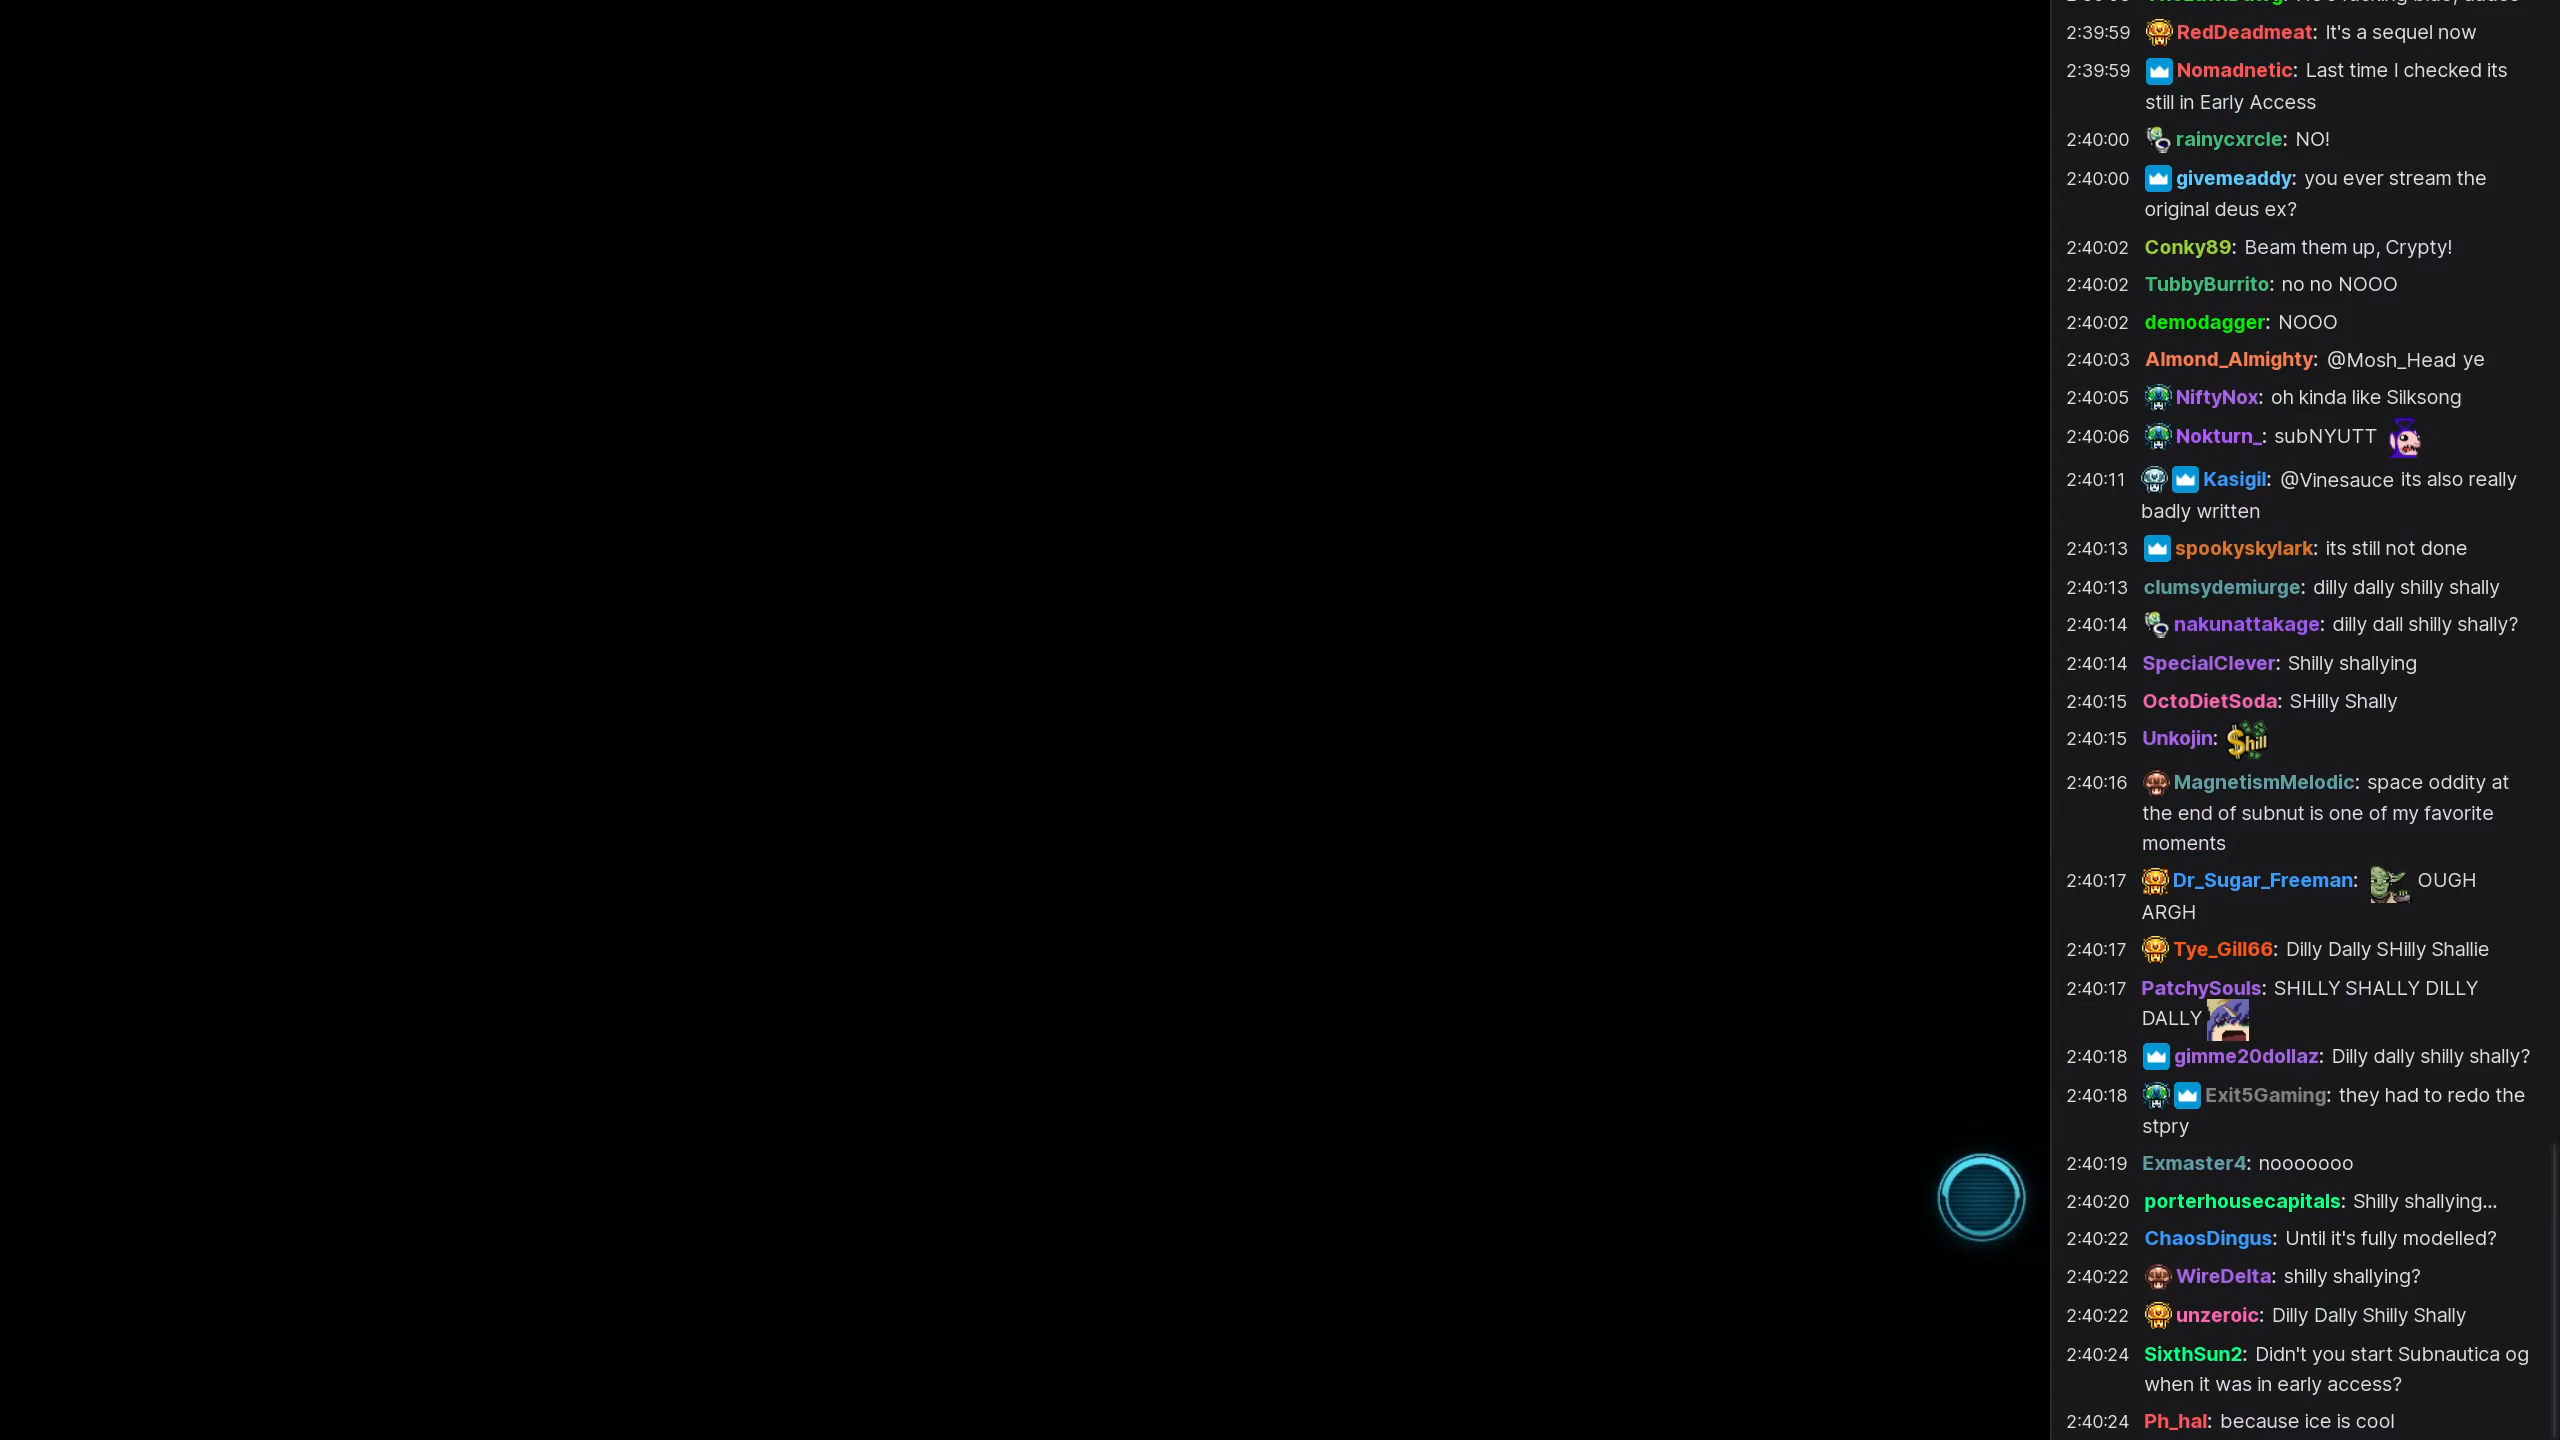 2:39:59 RedDeadmeat: It's a sequel now
2:39:59 Nomadnetic: Last time I checked its
still in Early Access
2:40:00 rainycxrcle: NO!
2:40:00 givemeaddy: you ever stream the
original deus ex?
2:40:02 Conky89: Beam them up, Crypty!
2:40:02 TubbyBurrito: no no NOOO
2:40:02 demodagger: NOOO
2:40:03 Almond_Almighty: @Mosh_Head ye
2:40:05 NiftyNox: oh kinda like Silksong
2:40:06 Nokturn_: subNYUTT
2:40:11 Kasigil: @Vinesauce its also really
badly written
2:40:13 spookyskylark: its still not done
2:40:13 clumsydemiurge: dilly dally shilly shally
2:40:14 nakunattakage: dilly dall shilly shally?
2:40:14 SpecialClever: Shilly shallying
2:40:15 OctoDietSoda: SHilly Shally
2:40:15 Unkojin: $hill
2:40:16 MagnetismMelodic: space oddity at
the end of subnut is one of my favorite
moments
2:40:17 Dr_Sugar_Freeman: OUGH
ARGH
2:40:17 Tye_Gill66: Dilly Dally SHilly Shallie
2:40:17 PatchySouls: SHILLY SHALLY DILLY
DALLY
2:40:18 gimme20dollaz: Dilly dally shilly shally?
2:40:18 Exit5Gaming: they had to redo the
stpry
2:40:19 Exmaster4: nooooooo
2:40:20 porterhousecapitals: Shilly shallying...
2:40:22 ChaosDingus: Until it's fully modelled?
2:40:22 WireDelta: shilly shallying?
2:40:22 unzeroic: Dilly Dally Shilly Shally
2:40:24 SixthSun2: Didn't you start Subnautica og
when it was in early access?
2:40:24 Ph_hal: because ice is cool